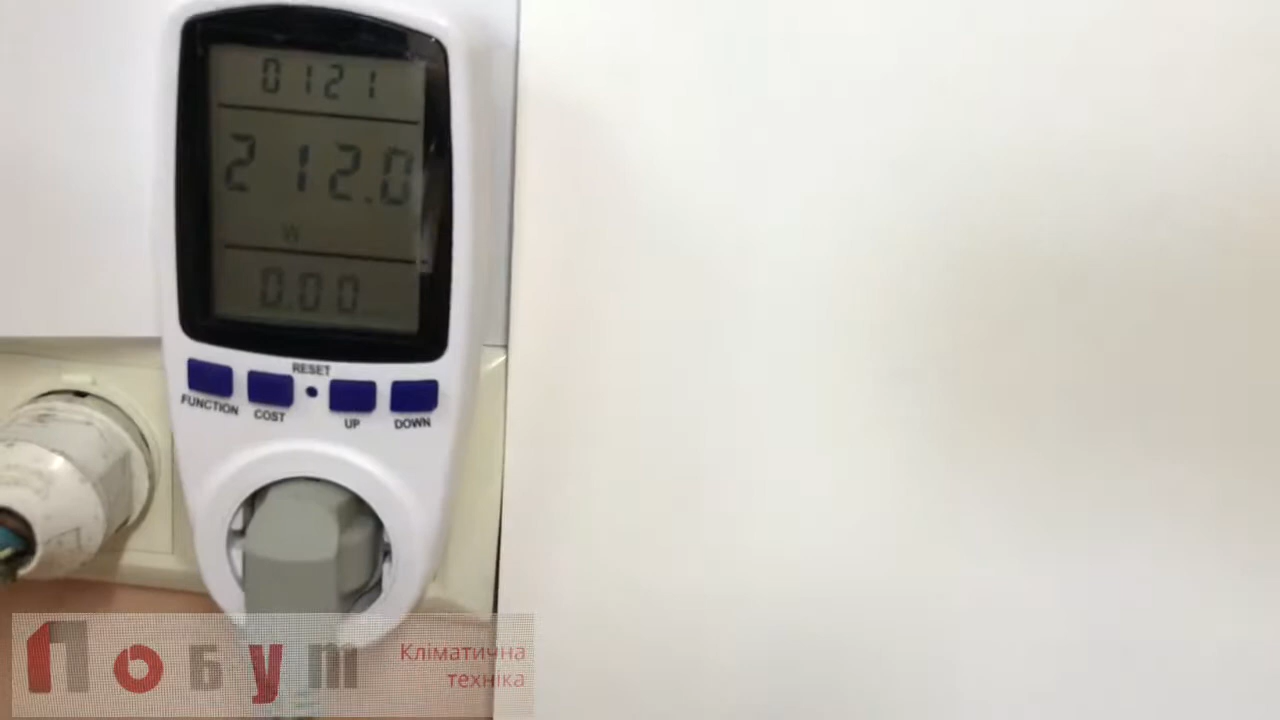 0121
212.0
W
0.00
RESET
FUNCTION COST UP DOWN
Побут
Кліматична
техніка